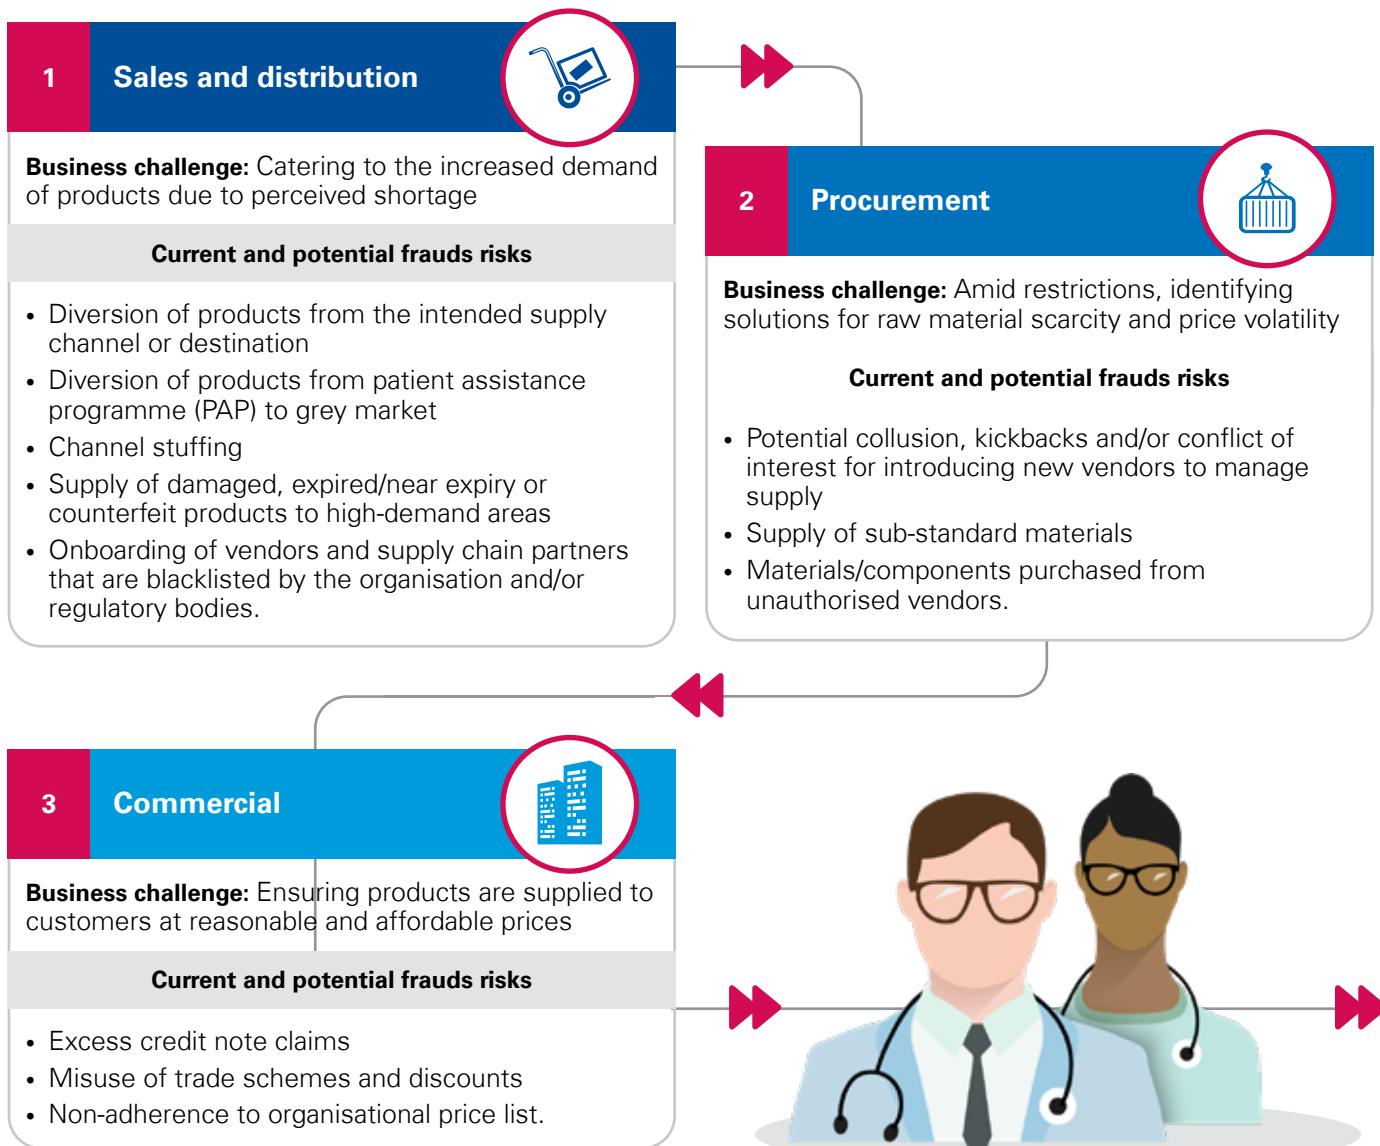 1
Sales and distribution
Business challenge: Catering to the increased demand
of products due to perceived shortage
Current and potential frauds risks
• Diversion of products from the intended supply
channel or destination
• Diversion of products from patient assistance
programme (PAP) to grey market
• Channel stuffing
• Supply of damaged, expired/near expiry or
counterfeit products to high-demand areas
• Onboarding of vendors and supply chain partners
that are blacklisted by the organisation and/or
regulatory bodies.
2
Procurement
Business challenge: Amid restrictions, identifying
solutions for raw material scarcity and price volatility
Current and potential frauds risks
• Potential collusion, kickbacks and/or conflict of
interest for introducing new vendors to manage
supply
• Supply of sub-standard materials
• Materials/components purchased from
unauthorised vendors.
3
Commercial
Business challenge: Ensuring products are supplied to
customers at reasonable and affordable prices
Current and potential frauds risks
• Excess credit note claims
• Misuse of trade schemes and discounts
• Non-adherence to organisational price list.